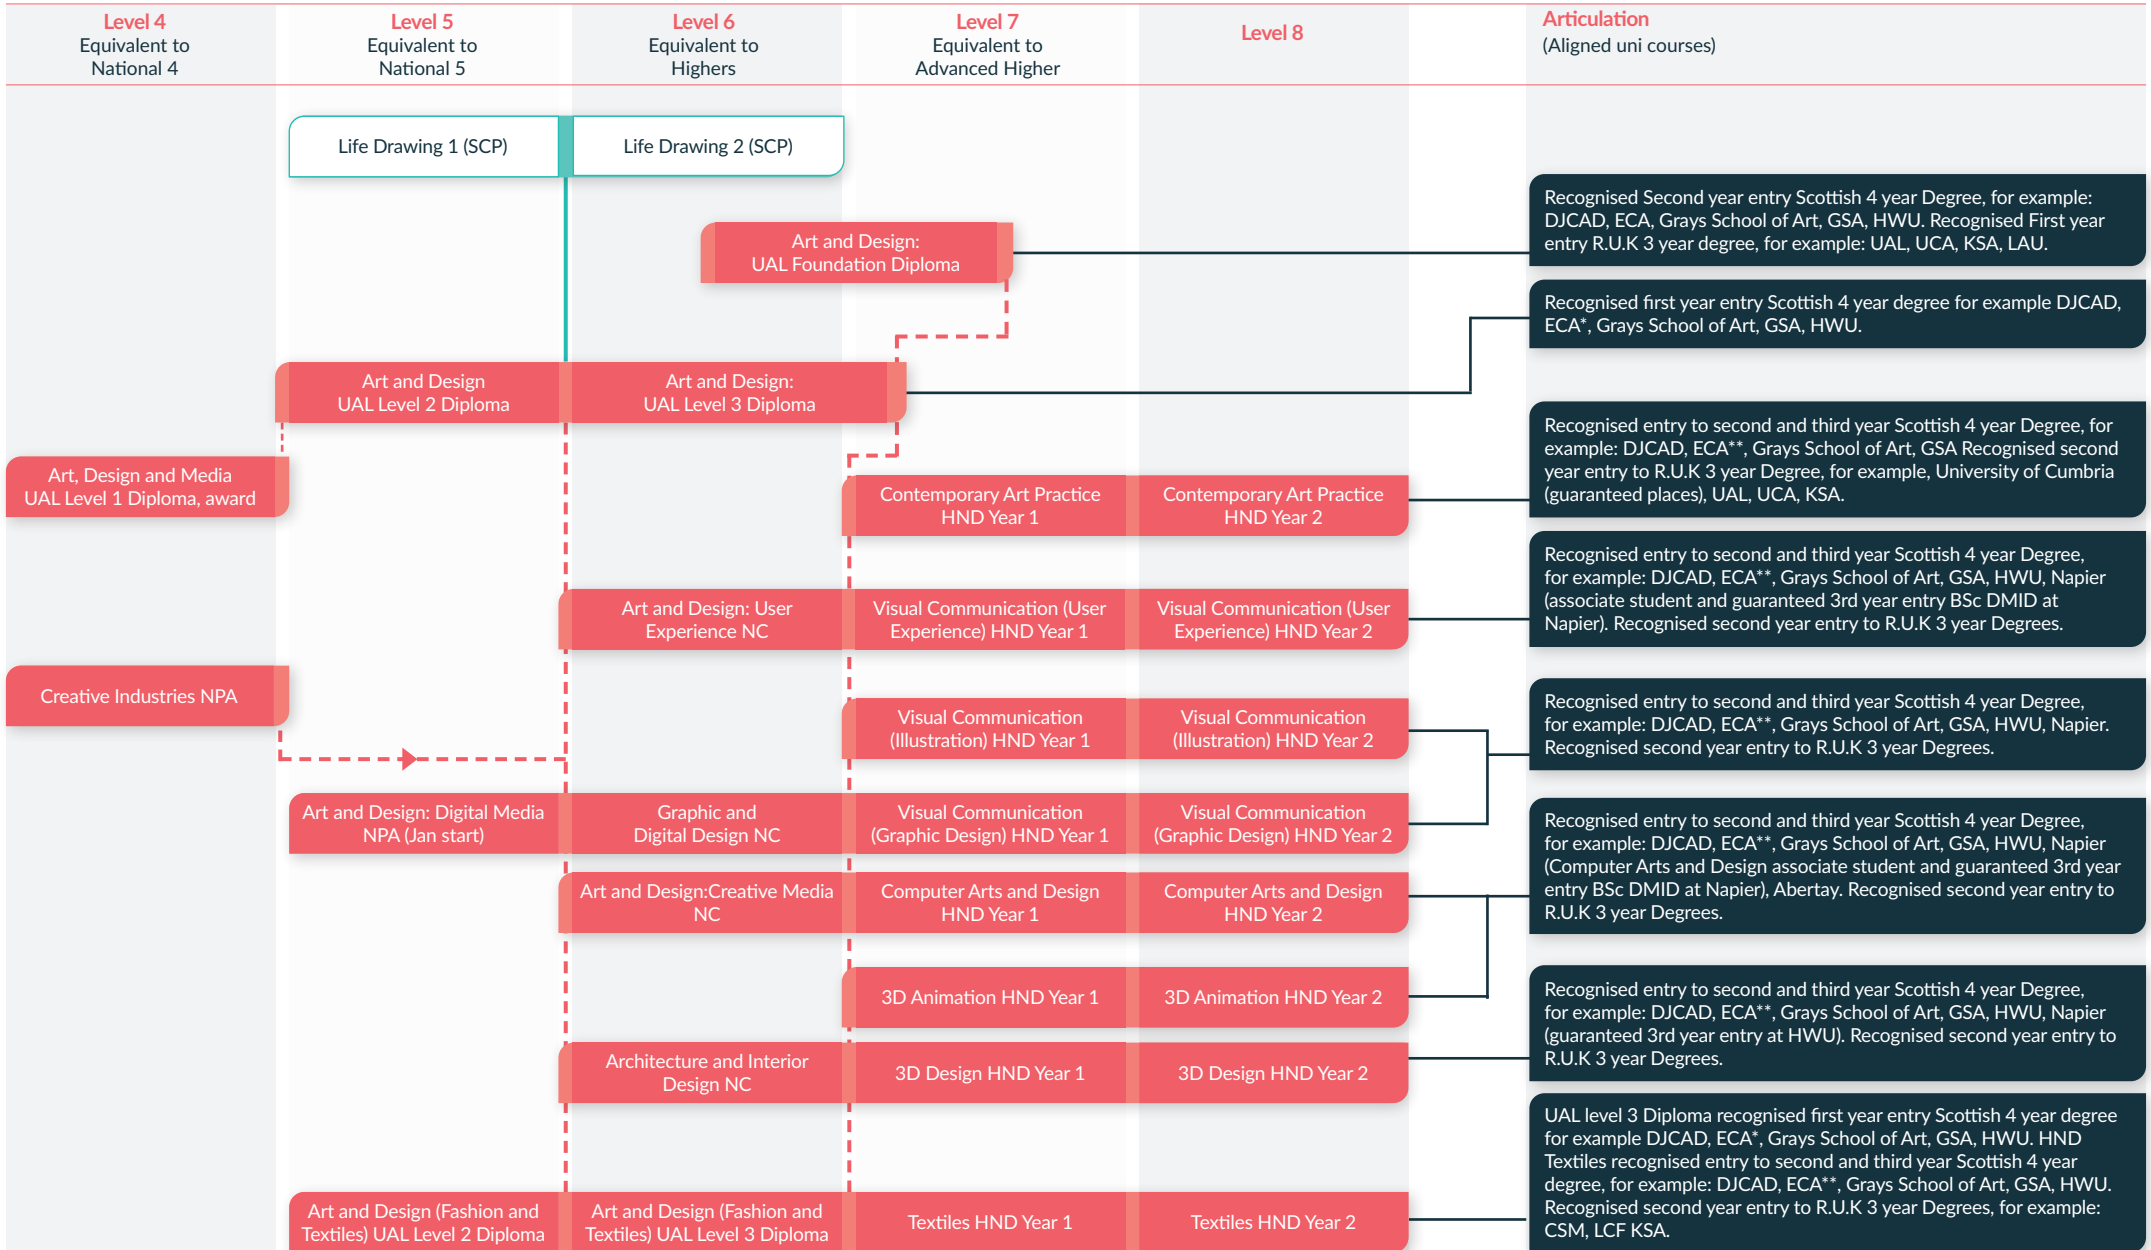 Level 4
Equivalent to
National 4
Level 5
Equivalent to
National 5
Level 6
Equivalent to
Highers
Level 7
Equivalent to
Advanced Higher
Level 8
Articulation
(Aligned uni courses)
Life Drawing 1 (SCP)
Life Drawing 2 (SCP)
Art and Design:
UAL Foundation Diploma
Recognised Second year entry Scottish 4 year Degree, for example:
DJCAD, ECA, Grays School of Art, GSA, HWU. Recognised First year
entry R.U.K 3 year degree, for example: UAL, UCA, KSA, LAU.
Recognised first year entry Scottish 4 year degree for example DJCAD,
ECA*, Grays School of Art, GSA, HWU.
Art and Design
UAL Level 2 Diploma
Art and Design:
UAL Level 3 Diploma
Art, Design and Media
UAL Level 1 Diploma, award
Contemporary Art Practice
HND Year 1
Contemporary Art Practice
HND Year 2
Recognised entry to second and third year Scottish 4 year Degree, for
example: DJCAD, ECA**, Grays School of Art, GSA Recognised second
year entry to R.U.K 3 year Degree, for example, University of Cumbria
(guaranteed places), UAL, UCA, KSA.
Art and Design: User
Experience NC
Visual Communication (User
Experience) HND Year 1
Visual Communication (User
Experience) HND Year 2
Recognised entry to second and third year Scottish 4 year Degree,
for example: DJCAD, ECA**, Grays School of Art, GSA, HWU, Napier
(associate student and guaranteed 3rd year entry BSc DMID at
Napier). Recognised second year entry to R.U.K 3 year Degrees.
Creative Industries NPA
Visual Communication
(Illustration) HND Year 1
Visual Communication
(Illustration) HND Year 2
Recognised entry to second and third year Scottish 4 year Degree,
for example: DJCAD, ECA**, Grays School of Art, GSA, HWU, Napier.
Recognised second year entry to R.U.K 3 year Degrees.
Art and Design: Digital Media
NPA (Jan start)
Graphic and
Digital Design NC
Visual Communication
(Graphic Design) HND Year 1
Visual Communication
(Graphic Design) HND Year 2
Art and Design:Creative Media
NC
Computer Arts and Design
HND Year 1
Computer Arts and Design
HND Year 2
Recognised entry to second and third year Scottish 4 year Degree,
for example: DJCAD, ECA**, Grays School of Art, GSA, HWU, Napier
(Computer Arts and Design associate student and guaranteed 3rd year
entry BSc DMID at Napier), Abertay. Recognised second year entry to
R.U.K 3 year Degrees.
3D Animation HND Year 1
3D Animation HND Year 2
Architecture and Interior
Design NC
3D Design HND Year 1
3D Design HND Year 2
Recognised entry to second and third year Scottish 4 year Degree,
for example: DJCAD, ECA**, Grays School of Art, GSA, HWU, Napier
(guaranteed 3rd year entry at HWU). Recognised second year entry to
R.U.K 3 year Degrees.
Art and Design (Fashion and
Textiles) UAL Level 2 Diploma
Art and Design (Fashion and
Textiles) UAL Level 3 Diploma
Textiles HND Year 1
Textiles HND Year 2
UAL level 3 Diploma recognised first year entry Scottish 4 year degree
for example DJCAD, ECA*, Grays School of Art, GSA, HWU. HND
Textiles recognised entry to second and third year Scottish 4 year
degree, for example: DJCAD, ECA**, Grays School of Art, GSA, HWU.
Recognised second year entry to R.U.K 3 year Degrees, for example:
CSM, LCF KSA.